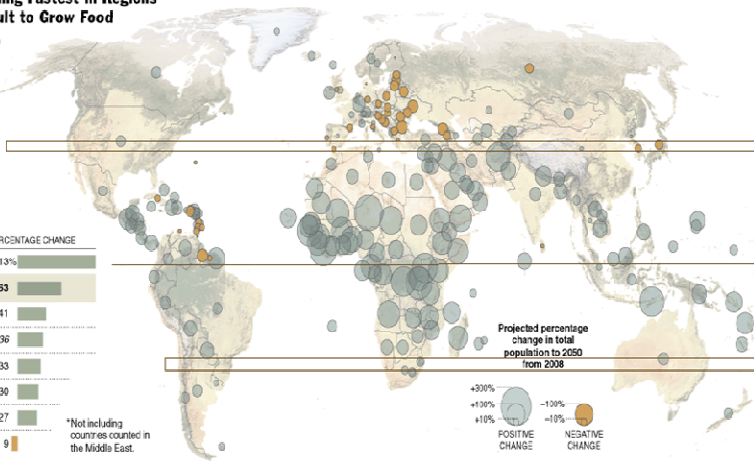 ing Fastest in Regions
ult to Grow Food
RCENTAGE CHANGE
13%
53
41
36
33
30
27
9
*Not including
countries counted in
the Middle East.
Projected percentage
change in total
population to 2050
from 2008
+300%
+100%
+10%
POSITIVE
CHANGE
-100%
-10%
NEGATIVE
CHANGE